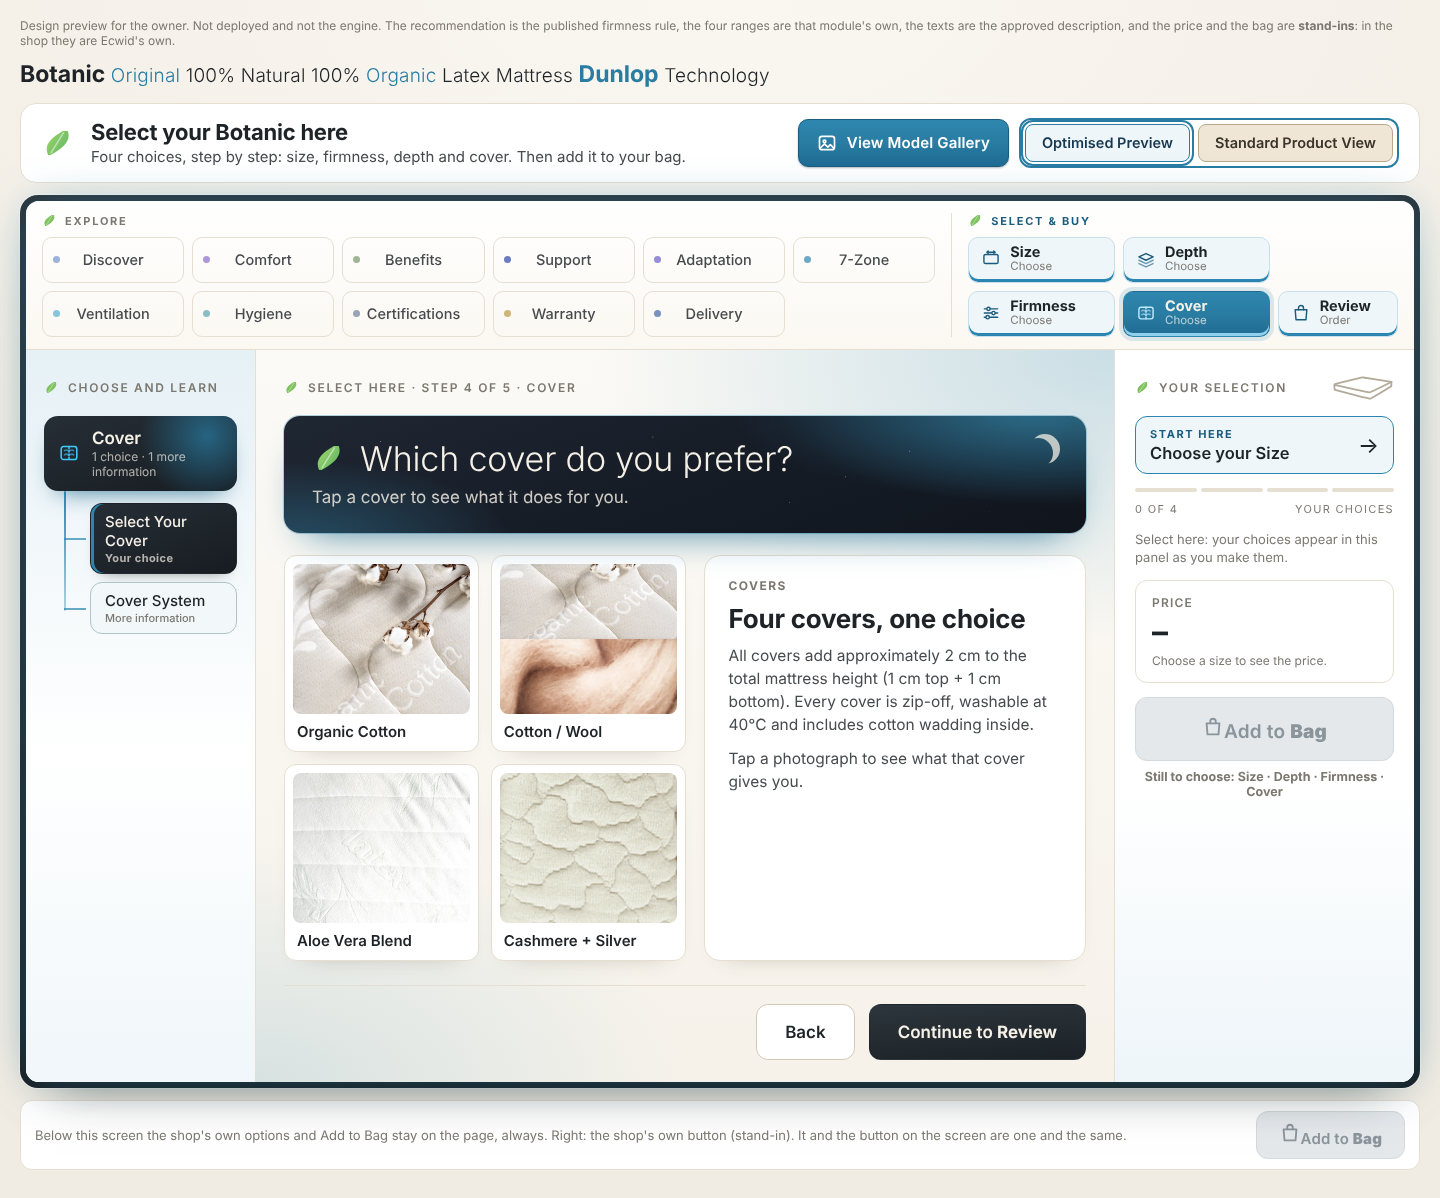 Design preview for the owner. Not deployed and not the engine. The recommendation is the published firmness rule, the four ranges are that module's own, the texts are the approved description, and the price and the bag are stand-ins: in the
shop they are Ecwid's own.
Botanic Original 100% Natural 100% Organic Latex Mattress Dunlop Technology
Select your Botanic here
Four choices, step by step: size, firmness, depth and cover. Then add it to your bag.
View Model Gallery
Optimised Preview
Standard Product View
EXPLORE
Discover
Comfort
Benefits
Support
Adaptation
7-Zone
Ventilation
Hygiene
Certifications
Warranty
Delivery
SELECT & BUY
Size
Choose
Depth
Choose
Firmness
Choose
Cover
Choose
Review
Order
CHOOSE AND LEARN
Cover
1 choice · 1 more
information
Select Your
Cover
Your choice
Cover System
More information
SELECT HERE · STEP 4 OF 5 · COVER
Which cover do you prefer?
Tap a cover to see what it does for you.
Cotton
Organic Cotton
Cotton
Cotton / Wool
Aloe Vera Blend
Cashmere + Silver
COVERS
Four covers, one choice
All covers add approximately 2 cm to the
total mattress height (1 cm top + 1 cm
bottom). Every cover is zip-off, washable at
40°C and includes cotton wadding inside.
Tap a photograph to see what that cover
gives you.
Back
Continue to Review
YOUR SELECTION
START HERE
Choose your Size
0 OF 4
YOUR CHOICES
Select here: your choices appear in this
panel as you make them.
PRICE
–
Choose a size to see the price.
Add to Bag
Still to choose: Size · Depth · Firmness ·
Cover
Below this screen the shop's own options and Add to Bag stay on the page, always. Right: the shop's own button (stand-in). It and the button on the screen are one and the same.
Add to Bag